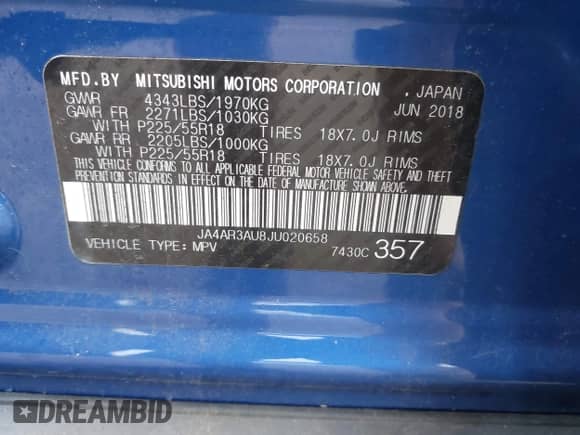 MFD.BY MITSUBISHI MOTORS CORPORATION , JAPAN
GVWR 4343LBS/1970KG JUN 2018
GAWR FR 2271LBS/1030KG
WITH P225/55R18 TIRES 18X7.0J RIMS
GAWR RR 2205LBS/1000KG
WITH P225/55R18 TIRES 18X7.0J RIMS
THIS VEHICLE CONFORMS TO ALL APPLICABLE FEDERAL MOTOR VEHICLE SAFETY AND THEFT
PREVENTION STANDARDS IN EFFECT ON THE DATE OF MANUFACTURE SHOWN ABOVE.
JA4AR3AU8JU020658
VEHICLE TYPE:MPV 7430C 357
DREAMBID